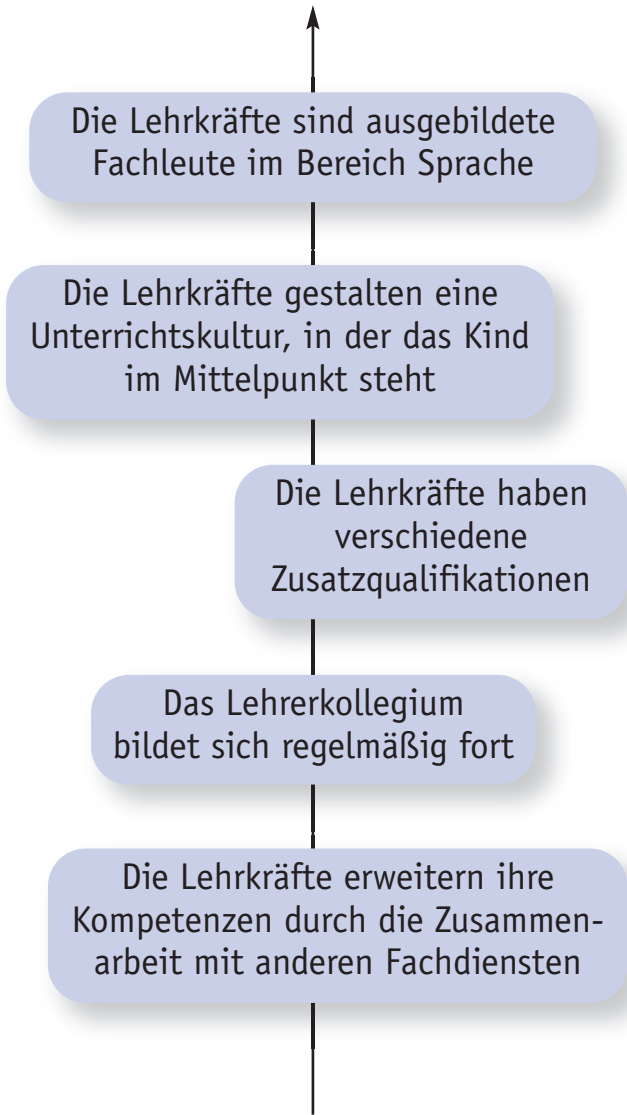 Die Lehrkräfte sind ausgebildete
Fachleute im Bereich Sprache
Die Lehrkräfte gestalten eine
Unterrichtskultur, in der das Kind
im Mittelpunkt steht
Die Lehrkräfte haben
verschiedene
Zusatzqualifikationen
Das Lehrerkollegium
bildet sich regelmäßig fort
Die Lehrkräfte erweitern ihre
Kompetenzen durch die Zusammen-
arbeit mit anderen Fachdiensten